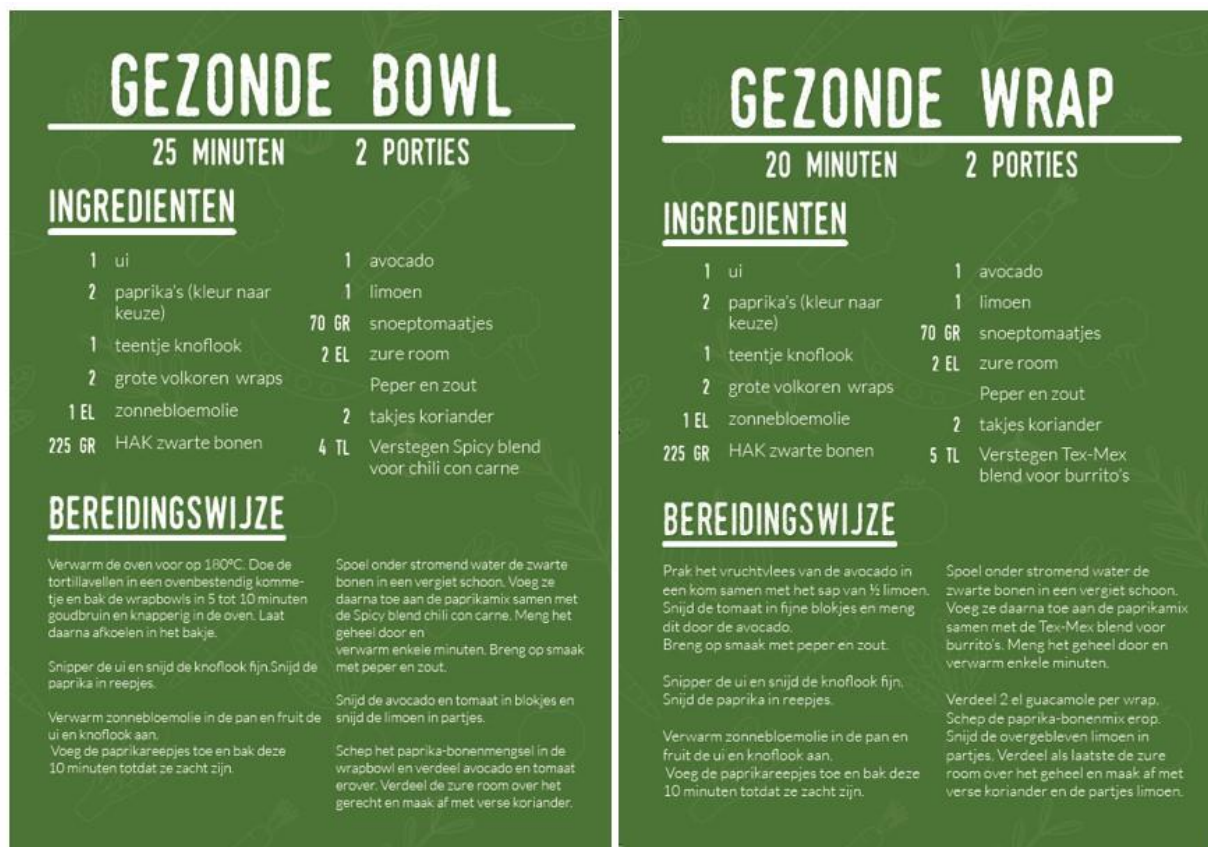 GEZONDE BOWL
25 MINUTEN 2 PORTIES
INGREDIENTEN
1 ui
2 paprika's (kleur naar
keuze)
1 teentje knoflook
2 grote volkoren wraps
1 EL zonnebloemolie
225 GR HAK zwarte bonen
1 avocado
1 limoen
70 GR snoeptomaatjes
2 EL zure room
Peper en zout
2 takjes koriander
4 TL Verstegen Spicy blend
voor chili con carne
BEREIDINGSWIJZE
Verwarm de oven voor op 180°C. Doe de
tortillavellen in een ovenbestendig komme-
tje en bak de wrapbowls in 5 tot 10 minuten
goudbruin en knapperig in de oven. Laat
daarna afkoelen in het bakje.
Snipper de ui en snijd de knoflook fijn.Snijd de
paprika in reepjes.
Verwarm zonnebloemolie in de pan en fruit de
ui en knoflook aan.
Voeg de paprikareepjes toe en bak deze
10 minuten totdat ze zacht zijn.
Spoel onder stromend water de zwarte
bonen in een vergiet schoon. Voeg ze
daarna toe aan de paprikamix samen met
de Spicy blend chili con carne. Meng het
geheel door en
verwarm enkele minuten. Breng op smaak
met peper en zout.
Snijd de avocado en tomaat in blokjes en
snijd de limoen in partjes.
Schep het paprika-bonenmengsel in de
wrapbowl en verdeel avocado en tomaat
erover. Verdeel de zure room over het
gerecht en maak af met verse koriander.
GEZONDE WRAP
20 MINUTEN 2 PORTIES
INGREDIENTEN
1 ui
2 paprika's (kleur naar
keuze)
1 teentje knoflook
2 grote volkoren wraps
1 EL zonnebloemolie
225 GR HAK zwarte bonen
1 avocado
1 limoen
70 GR snoeptomaatjes
2 EL zure room
Peper en zout
2 takjes koriander
5 TL Verstegen Tex-Mex
blend voor burrito's
BEREIDINGSWIJZE
Prak het vruchtvlees van de avocado in
een kom samen met het sap van ½ limoen.
Snijd de tomaat in fijne blokjes en meng
dit door de avocado.
Breng op smaak met peper en zout.
Snipper de ui en snijd de knoflook fijn.
Snijd de paprika in reepjes.
Verwarm zonnebloemolie in de pan en
fruit de ui en knoflook aan.
Voeg de paprikareepjes toe en bak deze
10 minuten totdat ze zacht zijn.
Spoel onder stromend water de
zwarte bonen in een vergiet schoon.
Voeg ze daarna toe aan de paprikamix
samen met de Tex-Mex blend voor
burrito's. Meng het geheel door en
verwarm enkele minuten.
Verdeel 2 el guacamole per wrap.
Schep de paprika-bonenmix erop.
Snijd de overgebleven limoen in
partjes. Verdeel als laatste de zure
room over het geheel en maak af met
verse koriander en de partjes limoen.